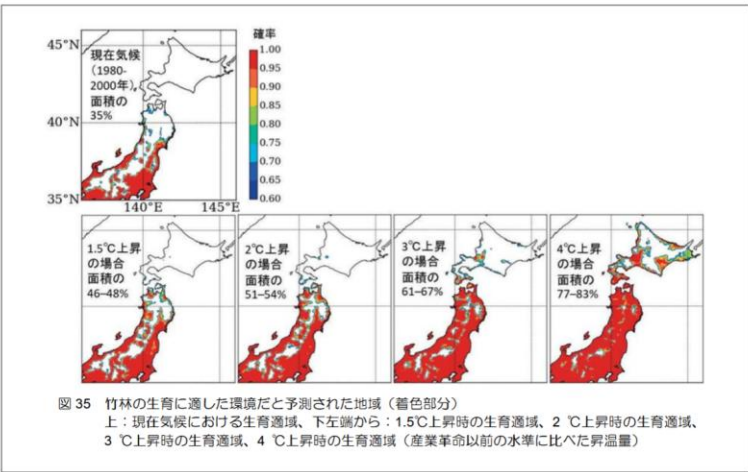 確率
45°N
現在気候
(1980-
2000年)
面積の
35%
40°N
35°N
140°E
145°E
1.00
0.95
0.90
0.85
0.80
0.75
0.70
0.65
0.60
1.5℃上昇
の場合
面積の
46–48%
2℃上昇
の場合
面積の
51–54%
3℃上昇
の場合
面積の
61–67%
4℃上昇
の場合
面積の
77–83%
図 35 竹林の生育に適した環境だと予測された地域（着色部分）
上：現在気候における生育適域、下左端から：1.5℃上昇時の生育適域、2 ℃上昇時の生育適域、
3 ℃上昇時の生育適域、4 ℃上昇時の生育適域（産業革命以前の水準に比べた昇温量）